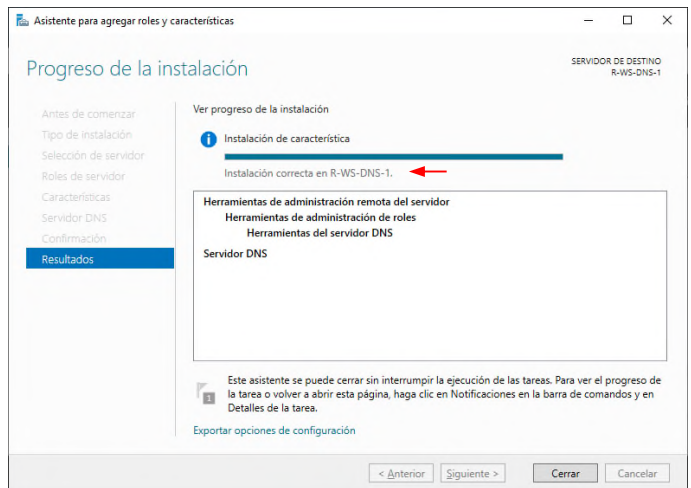 Asistente para agregar roles y características
Progreso de la instalación
SERVIDOR DE DESTINO
R-WS-DNS-1
Antes de comenzar
Tipo de instalación
Selección de servidor
Roles de servidor
Características
Servidor DNS
Confirmación
Resultados
Ver progreso de la instalación
Instalación de característica
Instalación correcta en R-WS-DNS-1.
Herramientas de administración remota del servidor
Herramientas de administración de roles
Herramientas del servidor DNS
Servidor DNS
1
Este asistente se puede cerrar sin interrumpir la ejecución de las tareas. Para ver el progreso de
la tarea o volver a abrir esta página, haga clic en Notificaciones en la barra de comandos y en
Detalles de la tarea.
Exportar opciones de configuración
< Anterior
Siguiente >
Cerrar
Cancelar